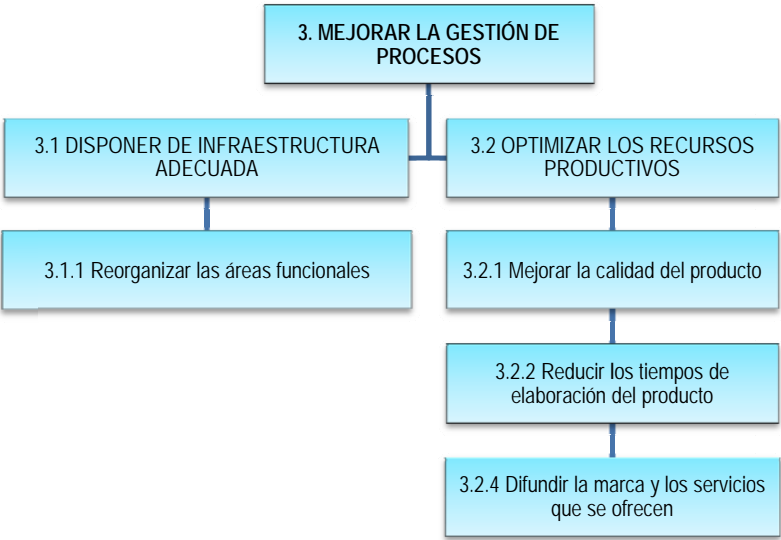 3. MEJORAR LA GESTIÓN DE
PROCESOS
3.1 DISPONER DE INFRAESTRUCTURA
ADECUADA
3.2 OPTIMIZAR LOS RECURSOS
PRODUCTIVOS
3.1.1 Reorganizar las áreas funcionales
3.2.1 Mejorar la calidad del producto
3.2.2 Reducir los tiempos de
elaboración del producto
3.2.4 Difundir la marca y los servicios
que se ofrecen